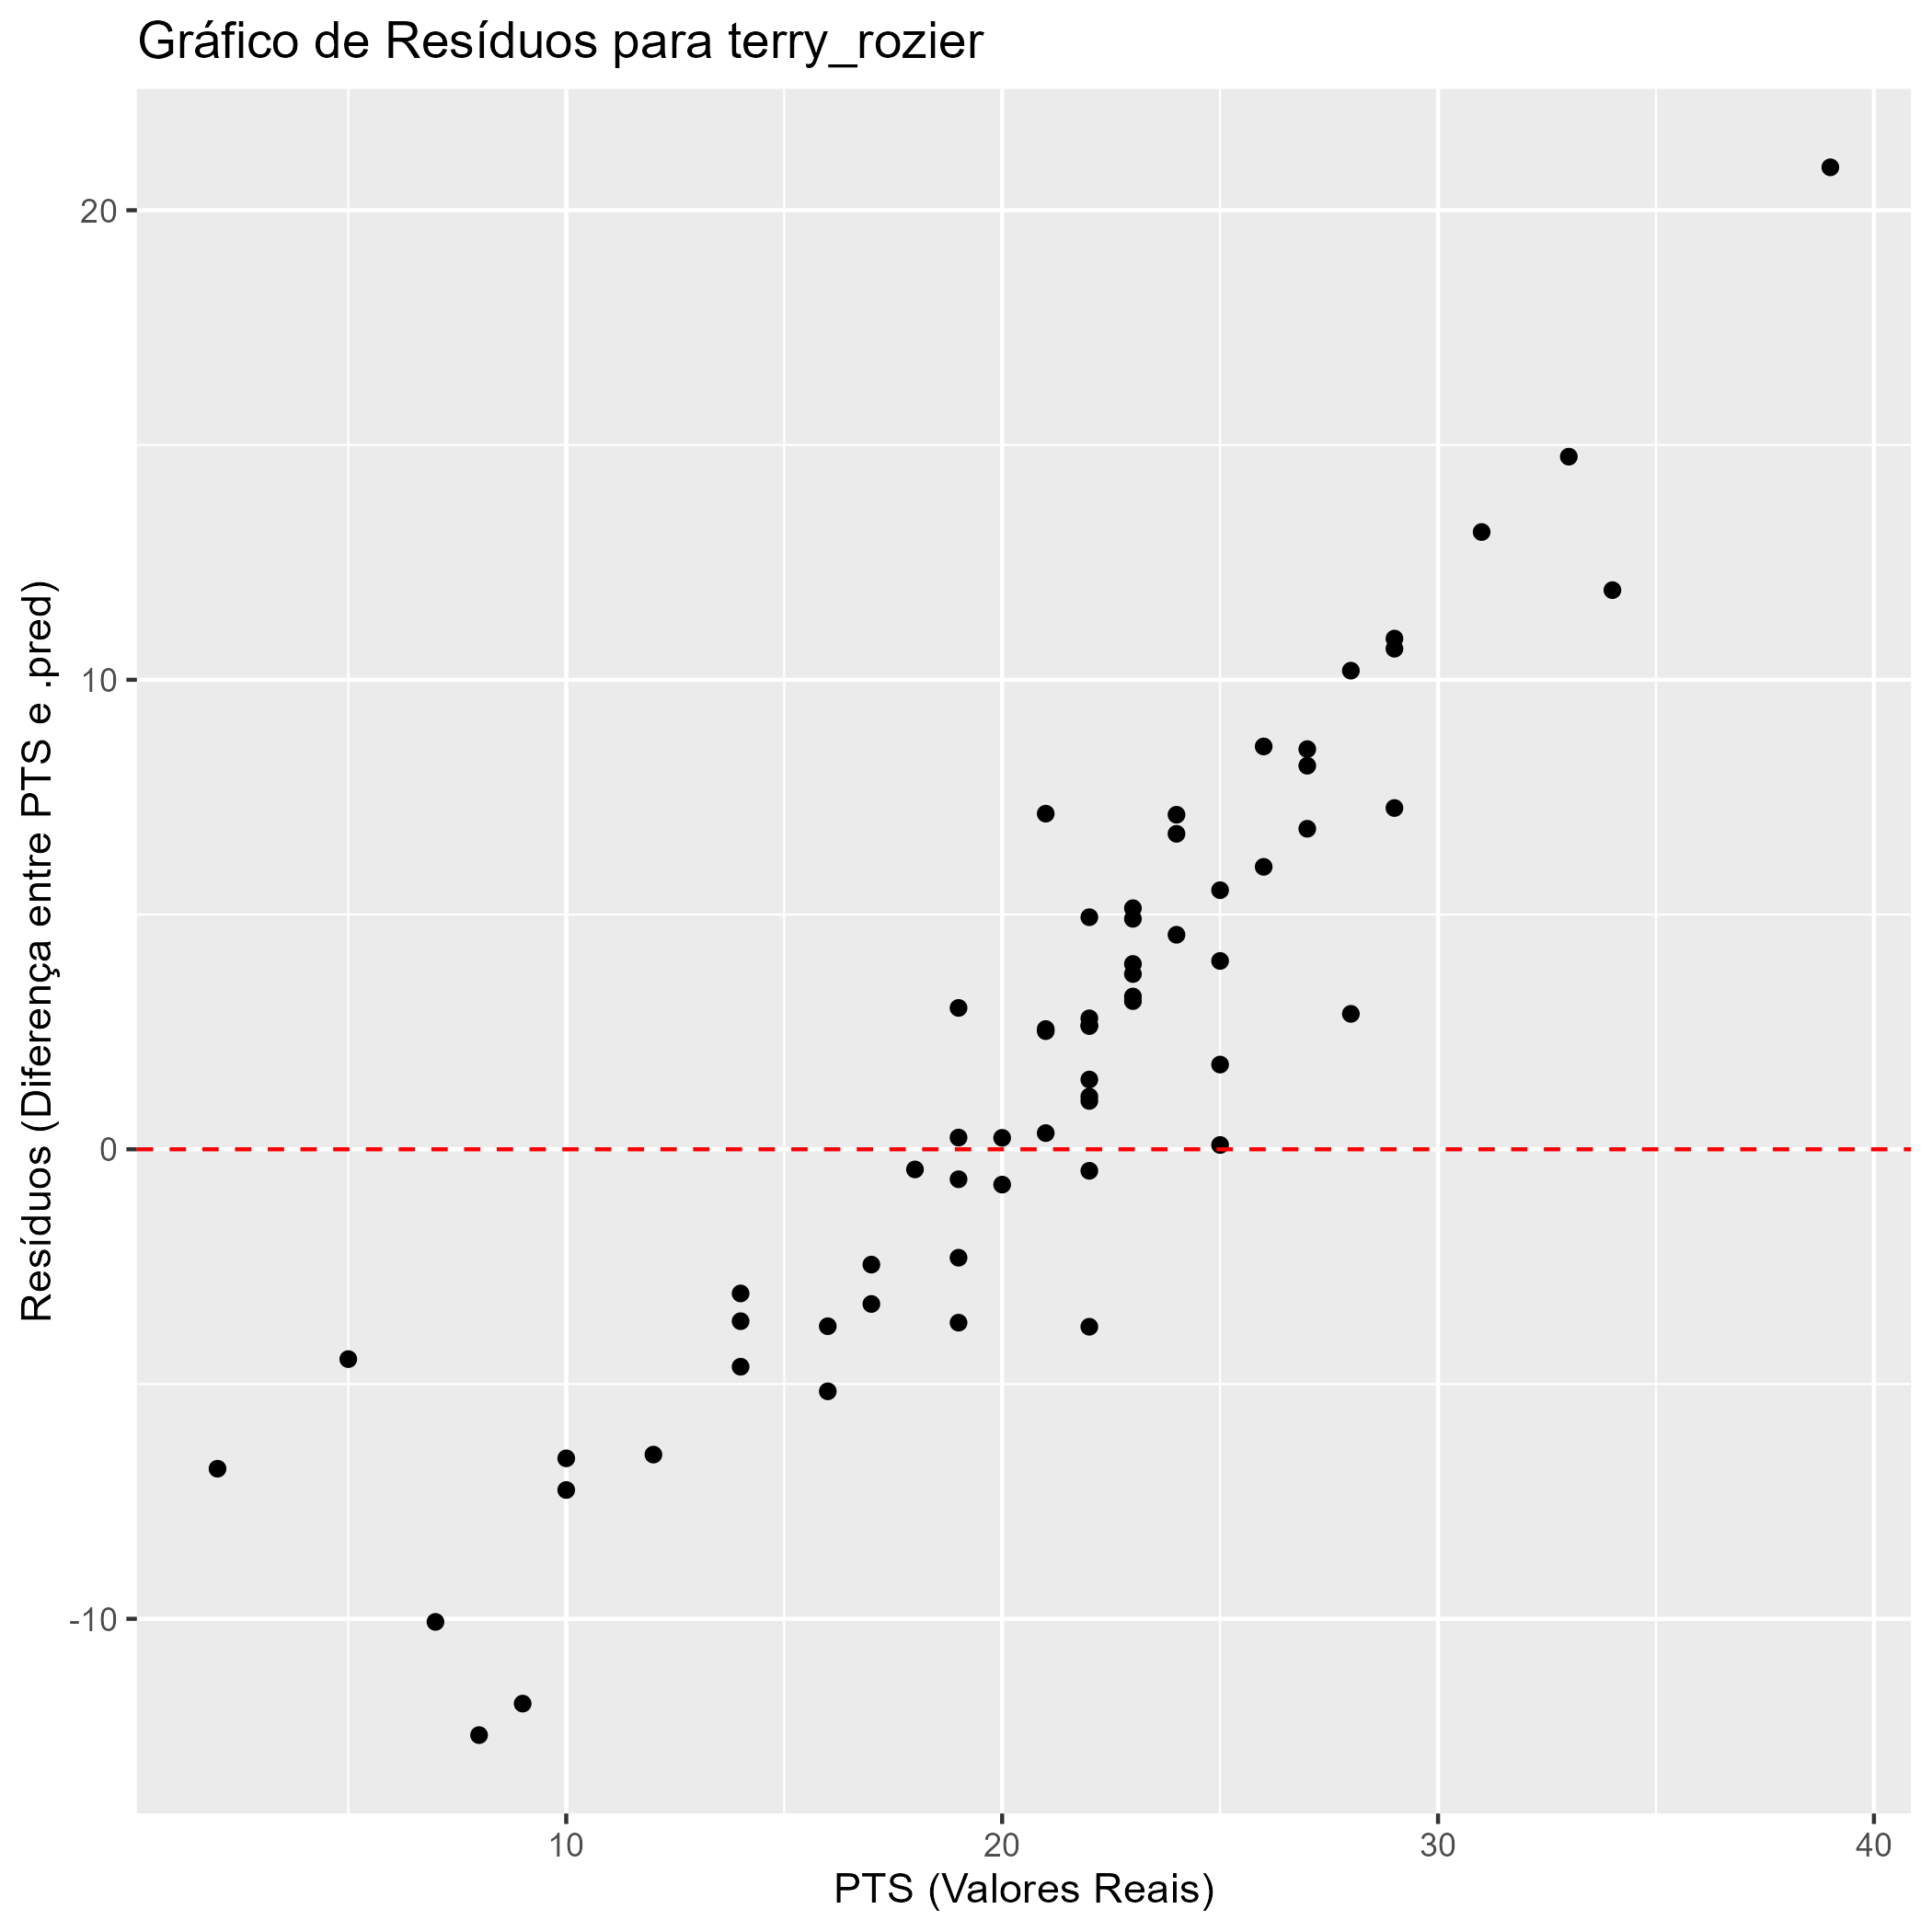 Gráfico de Resíduos para terry_rozier
Resíduos (Diferença entre PTS e .pred)
20
10
0
-10
10
20
30
40
PTS (Valores Reais)